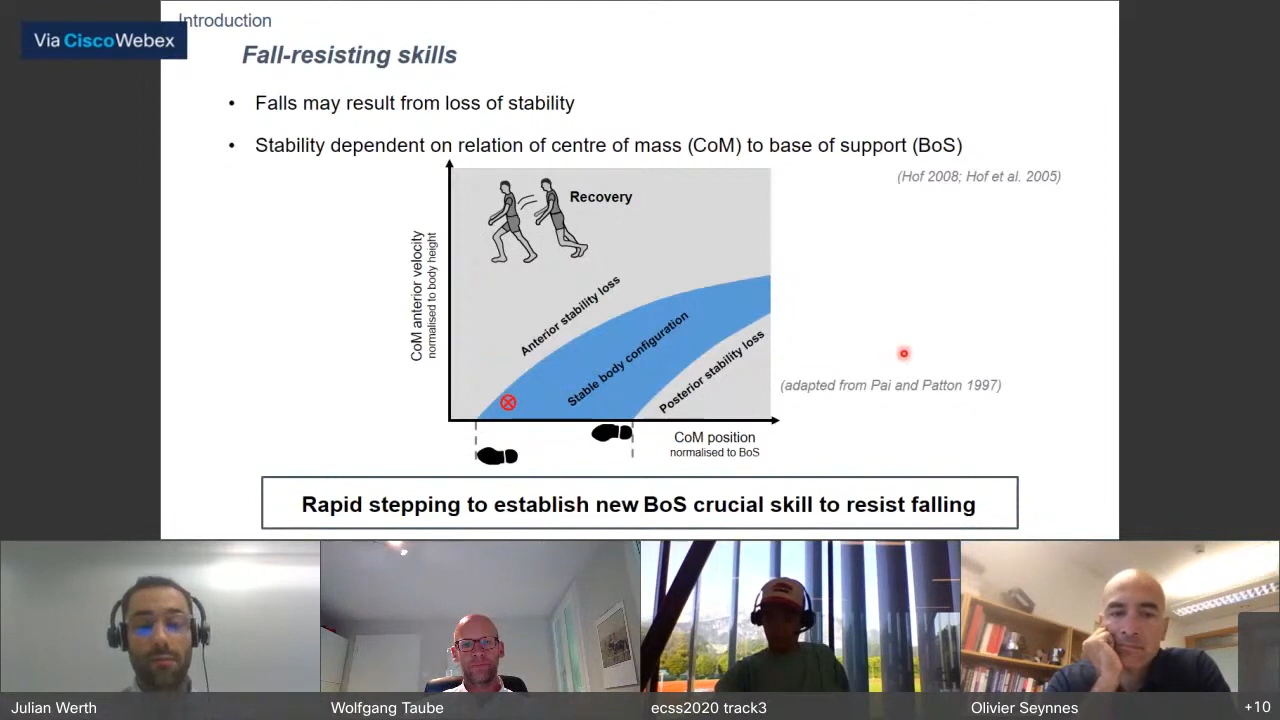 Introduction
Via CiscoWebex
Fall-resisting skills
• Falls may result from loss of stability
• Stability dependent on relation of centre of mass (CoM) to base of support (BoS)
(Hof 2008; Hof et al. 2005)
Recovery
CoM anterior velocity
normalised to body height
Anterior stability loss
Stable body configuration
Posterior stability loss
(adapted from Pai and Patton 1997)
CoM position
normalised to BoS
Rapid stepping to establish new BoS crucial skill to resist falling
Julian Werth
Wolfgang Taube
ecss2020 track3
Olivier Seynnes
+10